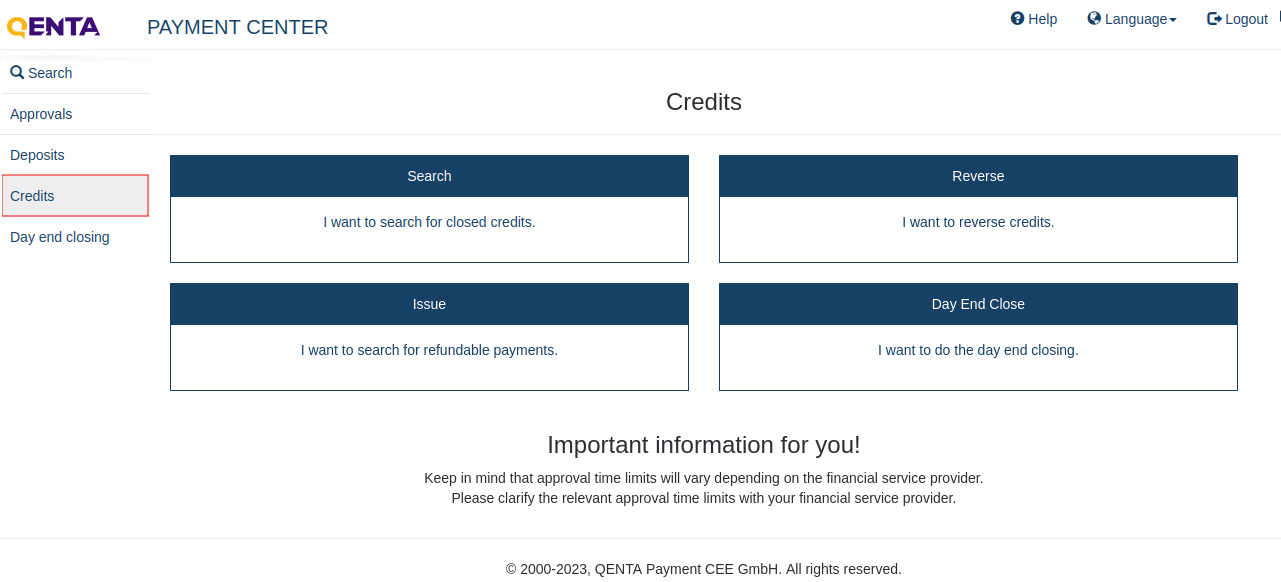 QENTA
PAYMENT CENTER
Help
Language
Logout
Search
Approvals
Deposits
Credits
Day end closing
Credits
Search
I want to search for closed credits.
Reverse
I want to reverse credits.
Issue
I want to search for refundable payments.
Day End Close
I want to do the day end closing.
Important information for you!
Keep in mind that approval time limits will vary depending on the financial service provider.
Please clarify the relevant approval time limits with your financial service provider.
© 2000-2023, QENTA Payment CEE GmbH. All rights reserved.